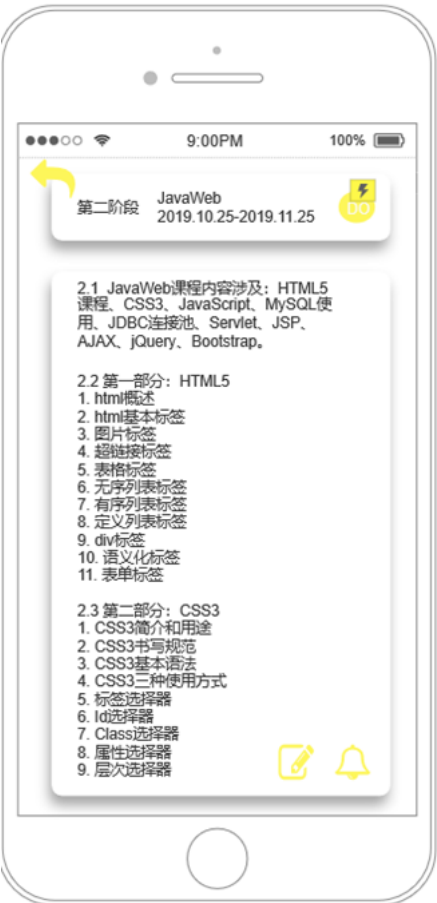 9:00PM
100%
第二阶段
JavaWeb
2019.10.25-2019.11.25
DO
2.1 JavaWeb课程内容涉及：HTML5
课程、CSS3、JavaScript、MySQL使
用、JDBC连接池、Servlet、JSP、
AJAX、jQuery、Bootstrap。
2.2 第一部分：HTML5
1. html概述
2. html基本标签
3. 图片标签
4. 超链接标签
5. 表格标签
6. 无序列表标签
7. 有序列表标签
8. 定义列表标签
9. div标签
10. 语义化标签
11. 表单标签
2.3 第二部分：CSS3
1. CSS3简介和用途
2. CSS3书写规范
3. CSS3基本语法
4. CSS3三种使用方式
5. 标签选择器
6. Id选择器
7. Class选择器
8. 属性选择器
9. 层次选择器